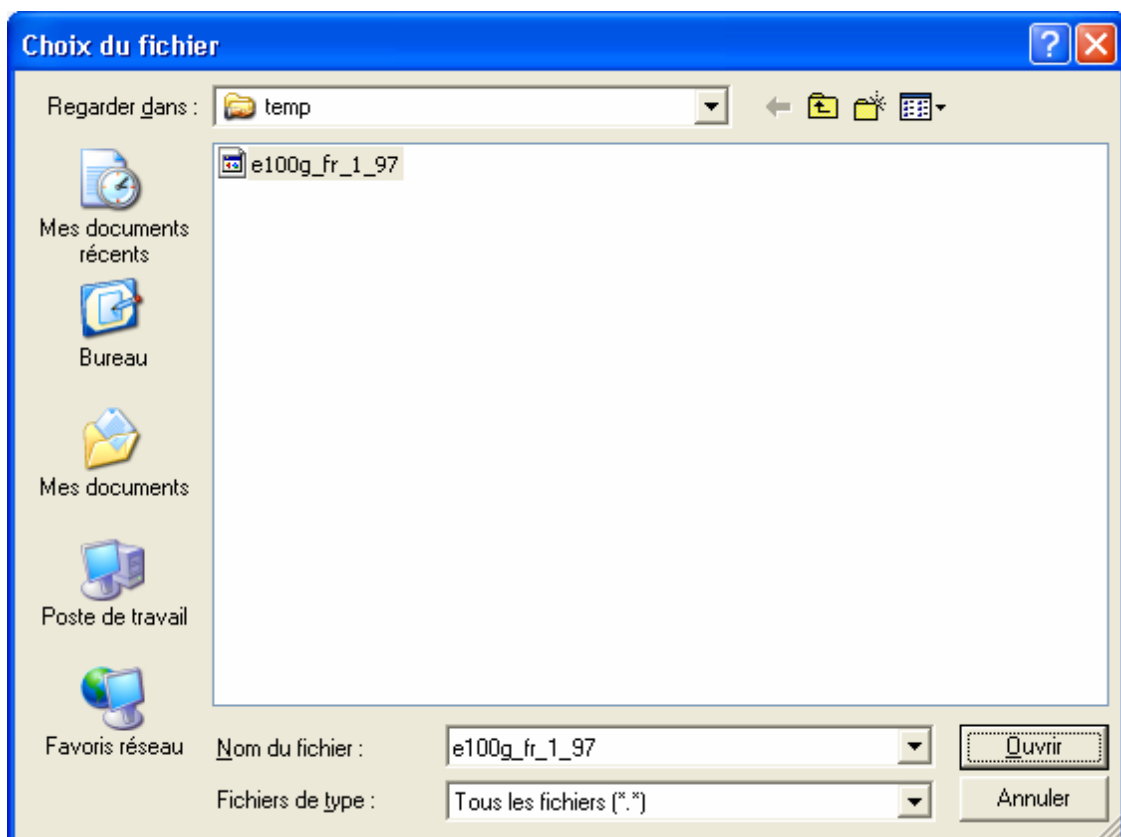 Choix du fichier
Regarder dans :
temp
e100g_fr_1_97
Mes documents
récents
Bureau
Mes documents
Poste de travail
Favoris réseau
Nom du fichier :
e100g_fr_1_97
Ouvrir
Fichiers de type :
Tous les fichiers (*.*)
Annuler